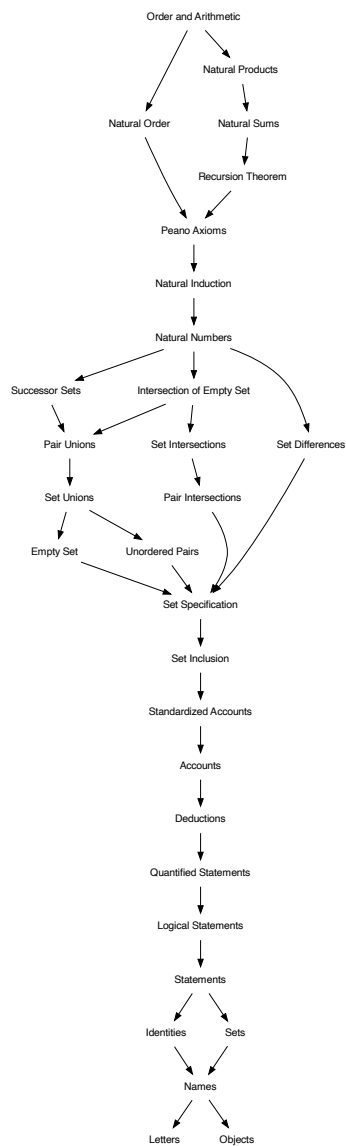 Order and Arithmetic
Natural Products
Natural Order
Natural Sums
Recursion Theorem
Peano Axioms
Natural Induction
Natural Numbers
Successor Sets
Intersection of Empty Set
Pair Unions
Set Intersections
Set Differences
Set Unions
Pair Intersections
Empty Set
Unordered Pairs
Set Specification
Set Inclusion
Standardized Accounts
Accounts
Deductions
Quantified Statements
Logical Statements
Statements
Identities
Sets
Names
Letters
Objects